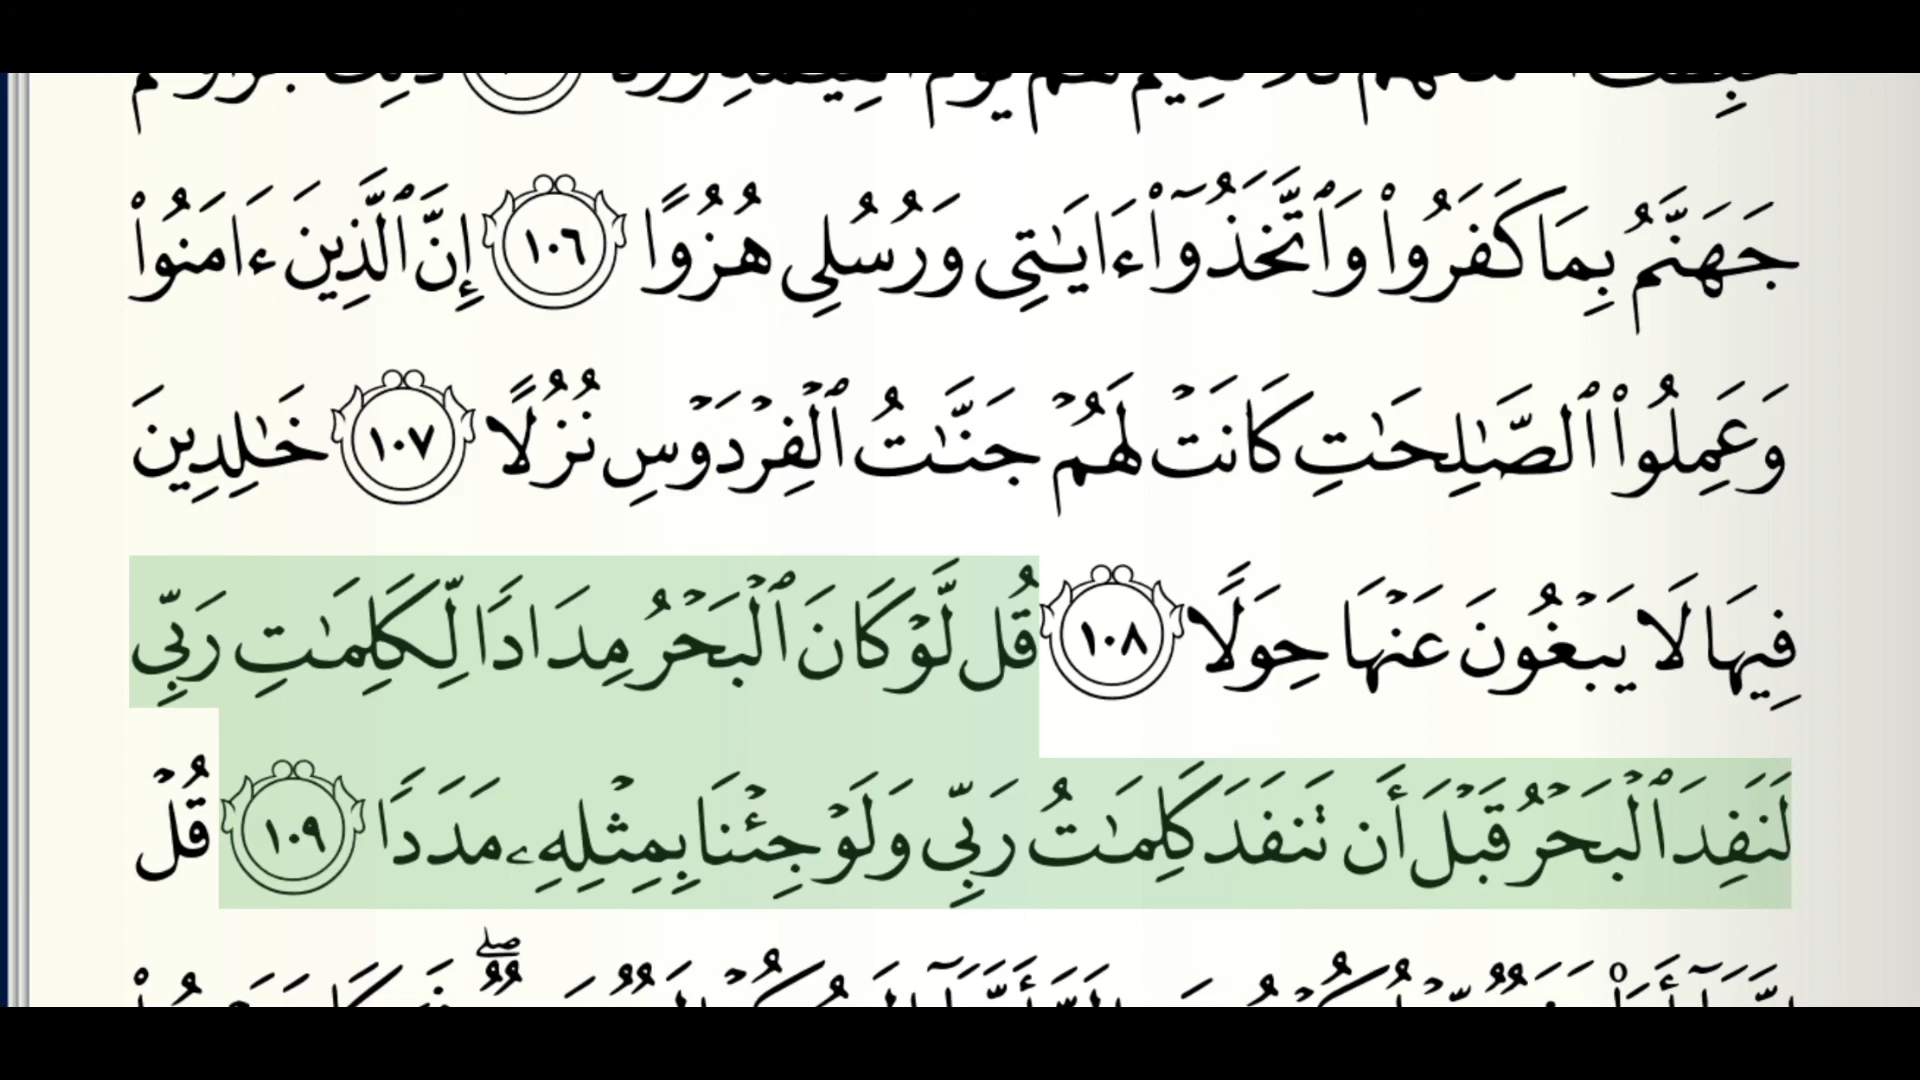 جَهَنَّمُ بِمَا كَفَرُوا۟ وَٱتَّخَذُوٓا۟ ءَايَـٰتِى وَرُسُلِى هُزُوًا ١٠٦ إِنَّ ٱلَّذِينَ ءَامَنُوا۟
وَعَمِلُوا۟ ٱلصَّـٰلِحَـٰتِ كَانَتْ لَهُمْ جَنَّـٰتُ ٱلْفِرْدَوْسِ نُزُلًا ١٠٧ خَـٰلِدِينَ
فِيهَا لَا يَبْغُونَ عَنْهَا حِوَلًا ١٠٨ قُل لَّوْ كَانَ ٱلْبَحْرُ مِدَادًا لِّكَلِمَـٰتِ رَبِّى
لَنَفِدَ ٱلْبَحْرُ قَبْلَ أَن تَنفَدَ كَلِمَـٰتُ رَبِّى وَلَوْ جِئْنَا بِمِثْلِهِۦ مَدَدًا ١٠٩ قُلْ